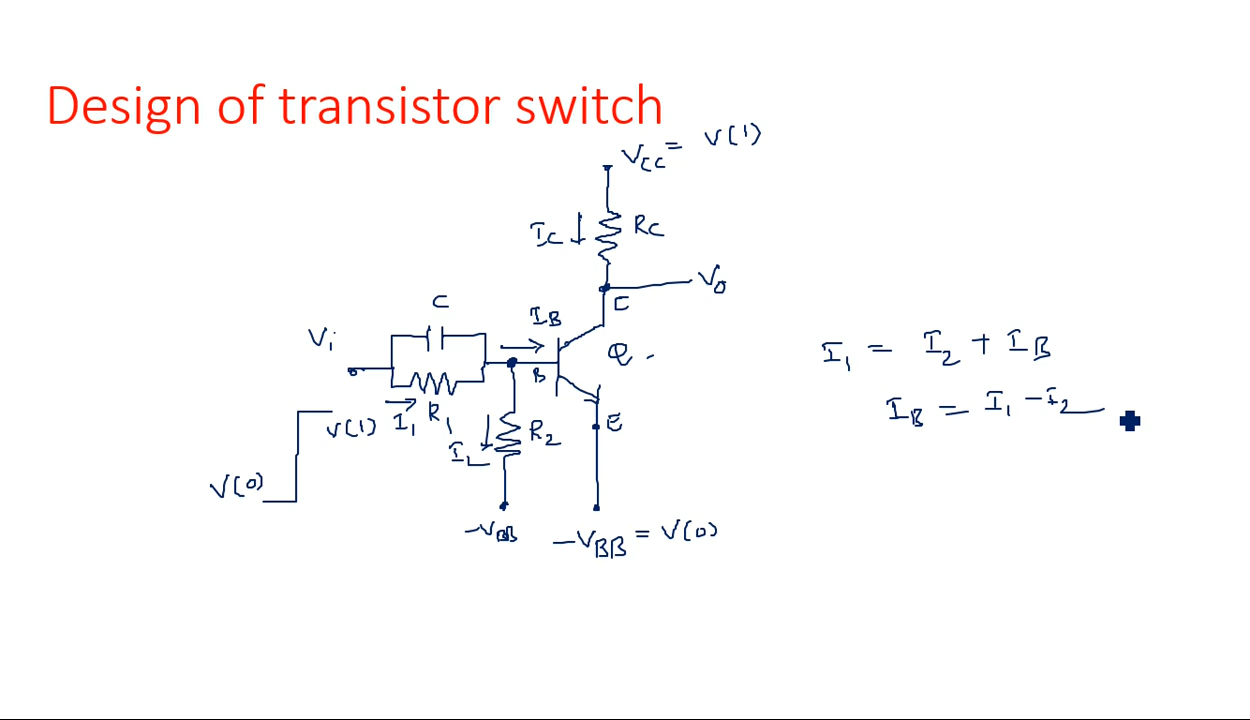 Design of transistor switch
VCC = V(1)
IC
RC
Vo
C
C
IB
Vi
Q
B
I1 = I2 + IB
IB = I1 - I2
V(1)
I1
R1
I2
R2
E
V(0)
-VBB
-VBB = V(0)